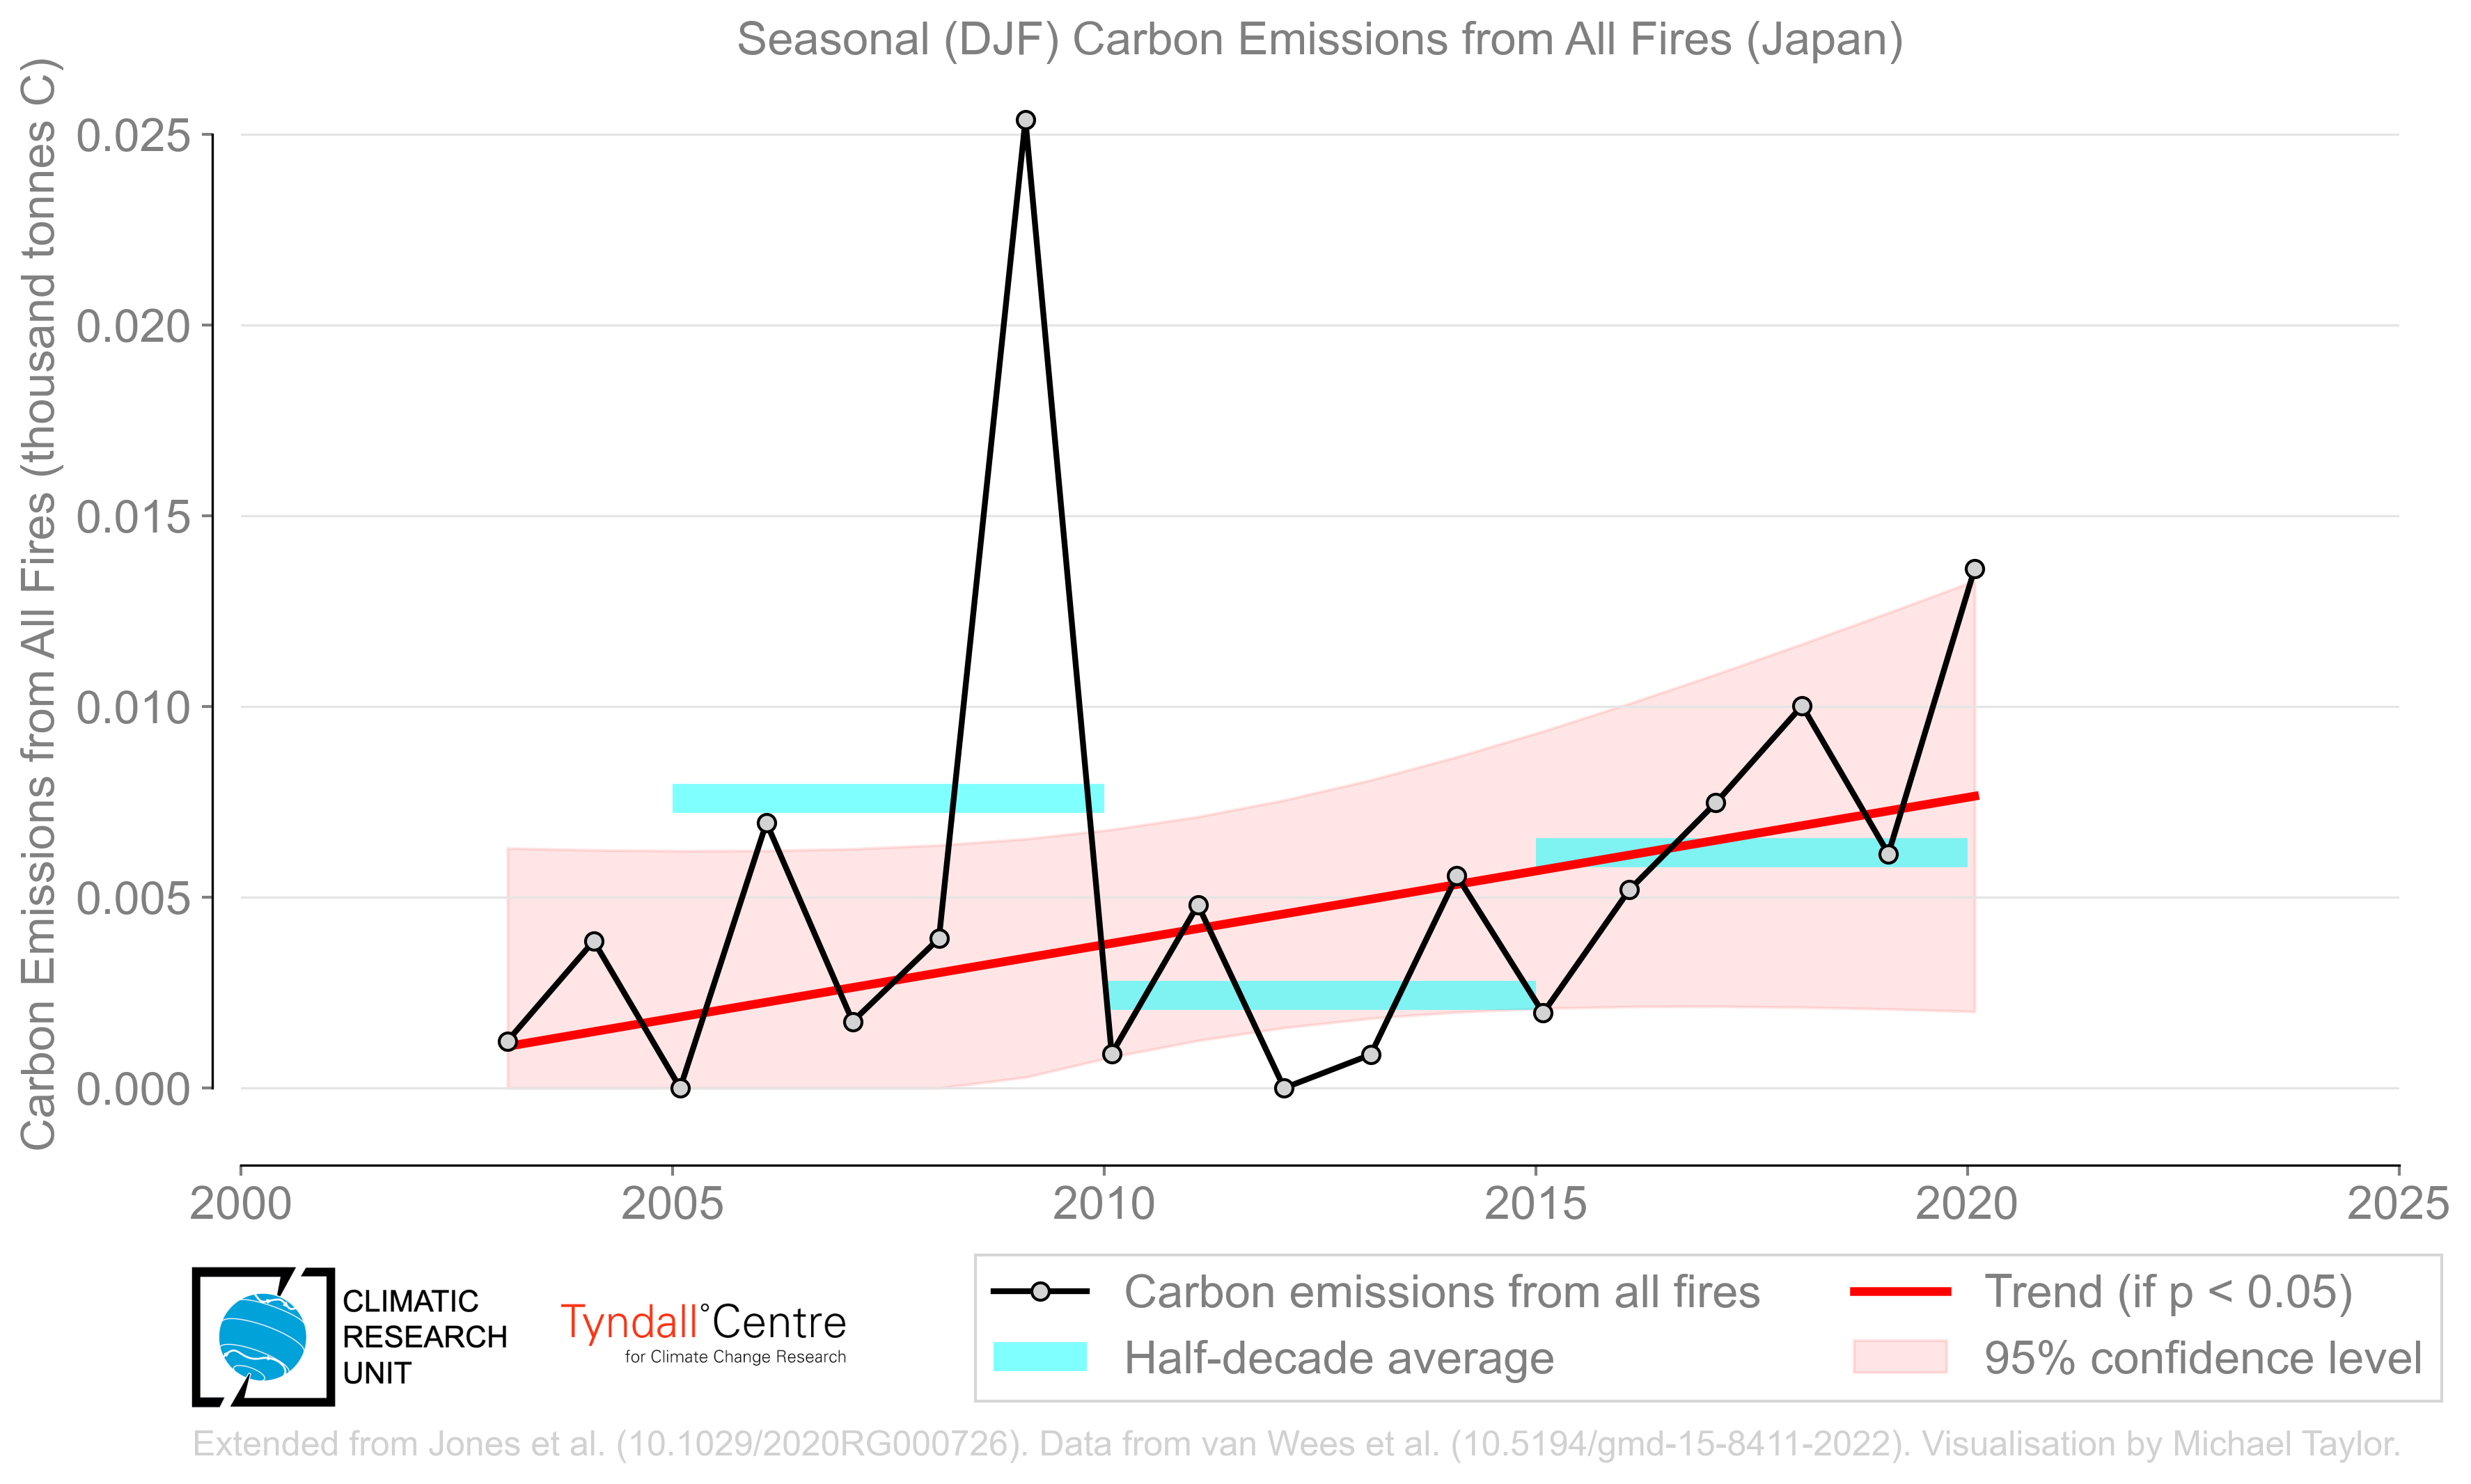 Seasonal (DJF) Carbon Emissions from All Fires (Japan)
Carbon Emissions from All Fires (thousand tonnes C)
0.025
0.020
0.015
0.010
0.005
0.000
2000
2005
2010
2015
2020
2025
CLIMATIC
RESEARCH
UNIT
Tyndall°Centre
for Climate Change Research
Carbon emissions from all fires
Half-decade average
Trend (if p < 0.05)
95% confidence level
Extended from Jones et al. (10.1029/2020RG000726). Data from van Wees et al. (10.5194/gmd-15-8411-2022). Visualisation by Michael Taylor.